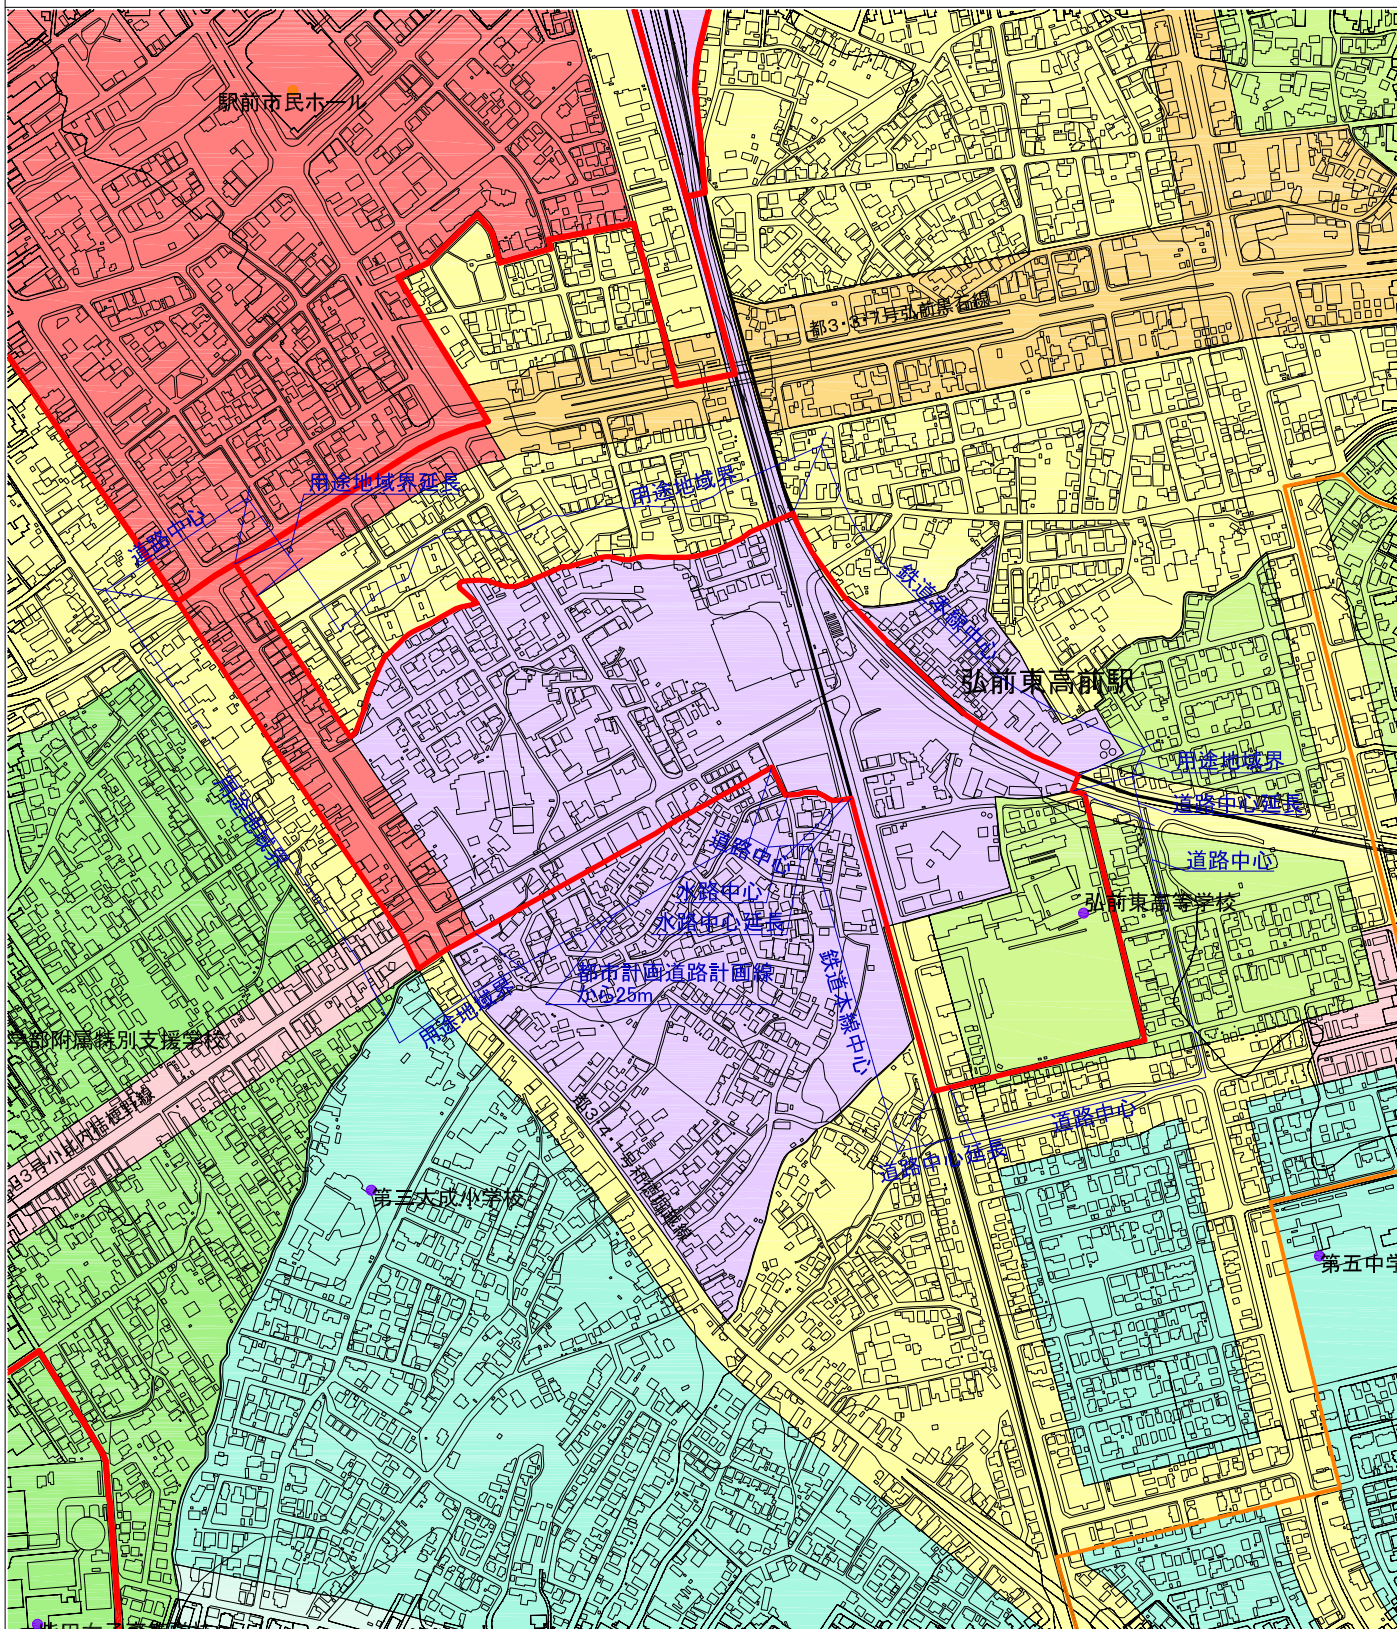 駅前市民ホール
都3・3・7号弘前黒石線
用途地域界延長
用途地域界
道路中心
鉄道本線中心
弘前東高前駅
用途地域界
道路中心延長
用途地域界
道路中心
道路中心
水路中心
弘前東高等学校
水路中心延長
鉄道本線中心
都市計画道路計画線
から25m
用途地域界
学部附属特別支援学校
道路中心
道路中心延長
第三大成小学校
第五中学